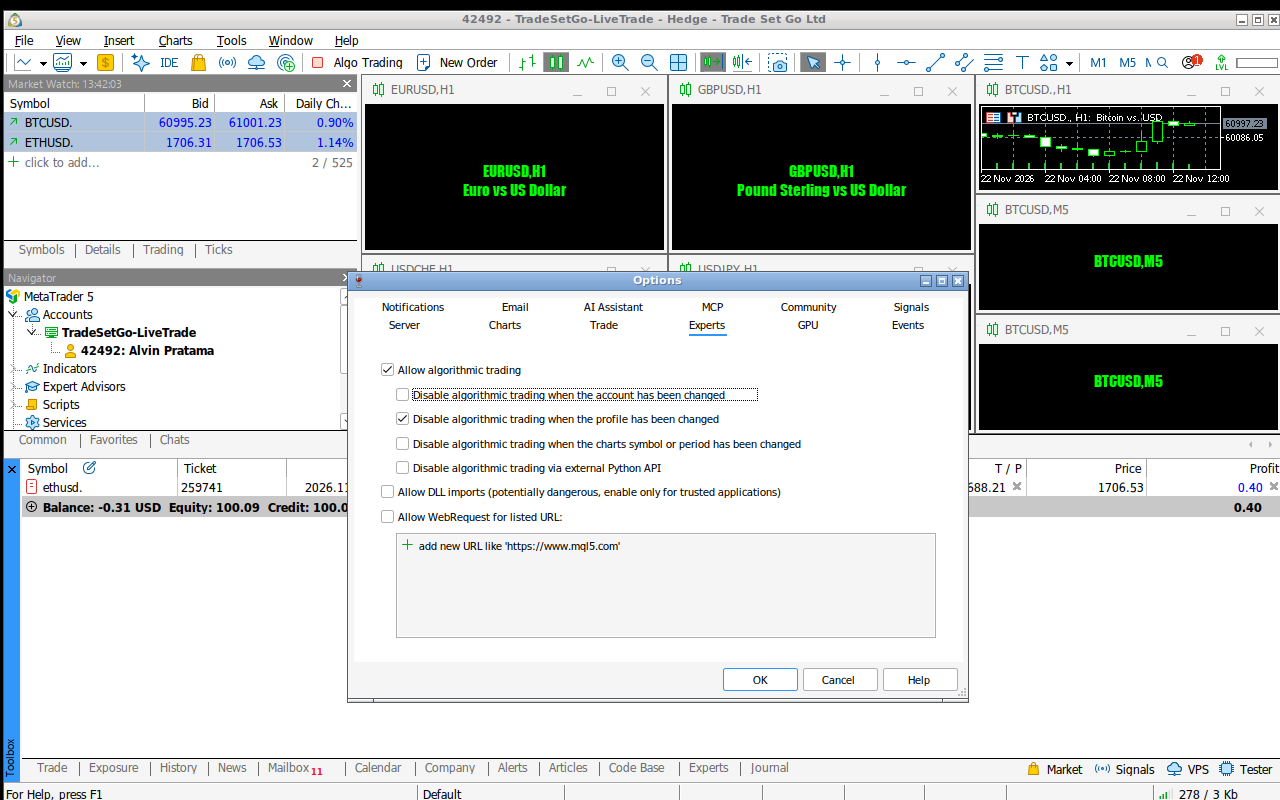 42492 - TradeSetGo-LiveTrade - Hedge - Trade Set Go Ltd
File View Insert Charts Tools Window Help
IDE Algo Trading New Order M1 M5 1
Market Watch: 13:42:03
Symbol Bid Ask Daily Ch...
BTCUSD. 60995.23 61001.23 0.90%
ETHUSD. 1706.31 1706.53 1.14%
click to add... 2 / 525
Symbols Details Trading Ticks
Navigator
MetaTrader 5
Accounts
TradeSetGo-LiveTrade
42492: Alvin Pratama
Indicators
Expert Advisors
Scripts
Services
Common Favorites Chats
EURUSD,H1
EURUSD,H1
Euro vs US Dollar
GBPUSD,H1
GBPUSD,H1
Pound Sterling vs US Dollar
BTCUSD.,H1
BTCUSD., H1: Bitcoin vs. USD
60997.23
60086.05
22 Nov 2026 22 Nov 04:00 22 Nov 08:00 22 Nov 12:00
BTCUSD,M5
BTCUSD,M5
BTCUSD,M5
BTCUSD,M5
USDCHF,H1
USDJPY,H1
Options
Notifications Email AI Assistant MCP Community Signals
Server Charts Trade Experts GPU Events
Allow algorithmic trading
Disable algorithmic trading when the account has been changed
Disable algorithmic trading when the profile has been changed
Disable algorithmic trading when the charts symbol or period has been changed
Disable algorithmic trading via external Python API
Allow DLL imports (potentially dangerous, enable only for trusted applications)
Allow WebRequest for listed URL:
add new URL like 'https://www.mql5.com'
OK Cancel Help
Symbol Ticket T / P Price Profit
ethusd. 259741 2026.11 688.21 1706.53 0.40
Balance: -0.31 USD Equity: 100.09 Credit: 100.0 0.40
Toolbox
Trade Exposure History News Mailbox 11 Calendar Company Alerts Articles Code Base Experts Journal
Market Signals VPS Tester
For Help, press F1 Default 278 / 3 Kb